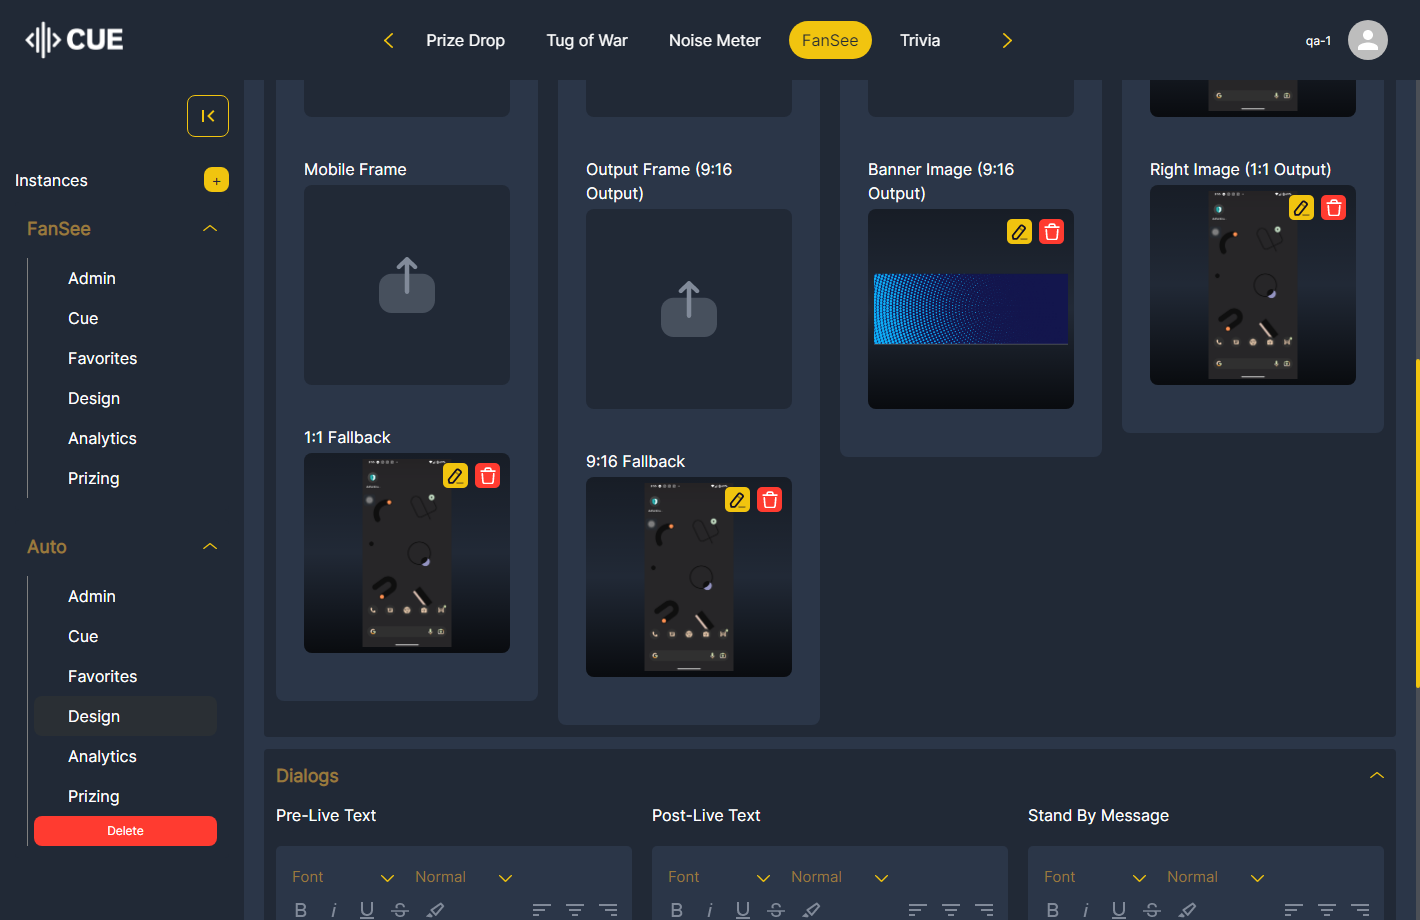 CUE
Prize Drop
Tug of War
Noise Meter
FanSee
Trivia
qa-1
Instances
+
FanSee
Admin
Cue
Favorites
Design
Analytics
Prizing
Auto
Admin
Cue
Favorites
Design
Analytics
Prizing
Delete
Mobile Frame
Output Frame (9:16
Output)
Banner Image (9:16
Output)
Right Image (1:1 Output)
1:1 Fallback
9:16 Fallback
Dialogs
Pre-Live Text
Post-Live Text
Stand By Message
Font
Normal
Font
Normal
Font
Normal
B i U S
B i U S
B i U S